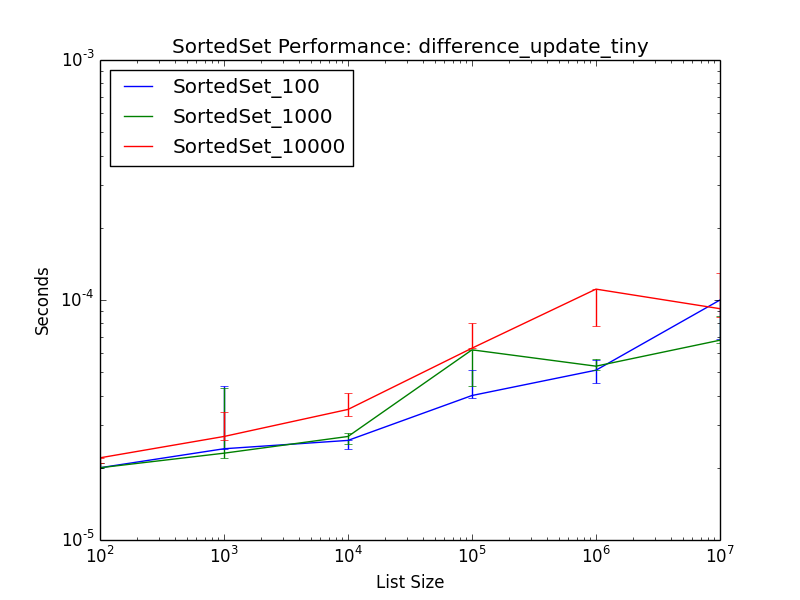 SortedSet Performance: difference_update_tiny
10^-3
SortedSet_100
SortedSet_1000
SortedSet_10000
10^-4
Seconds
10^-5
10^2 10^3 10^4 10^5 10^6 10^7
List Size